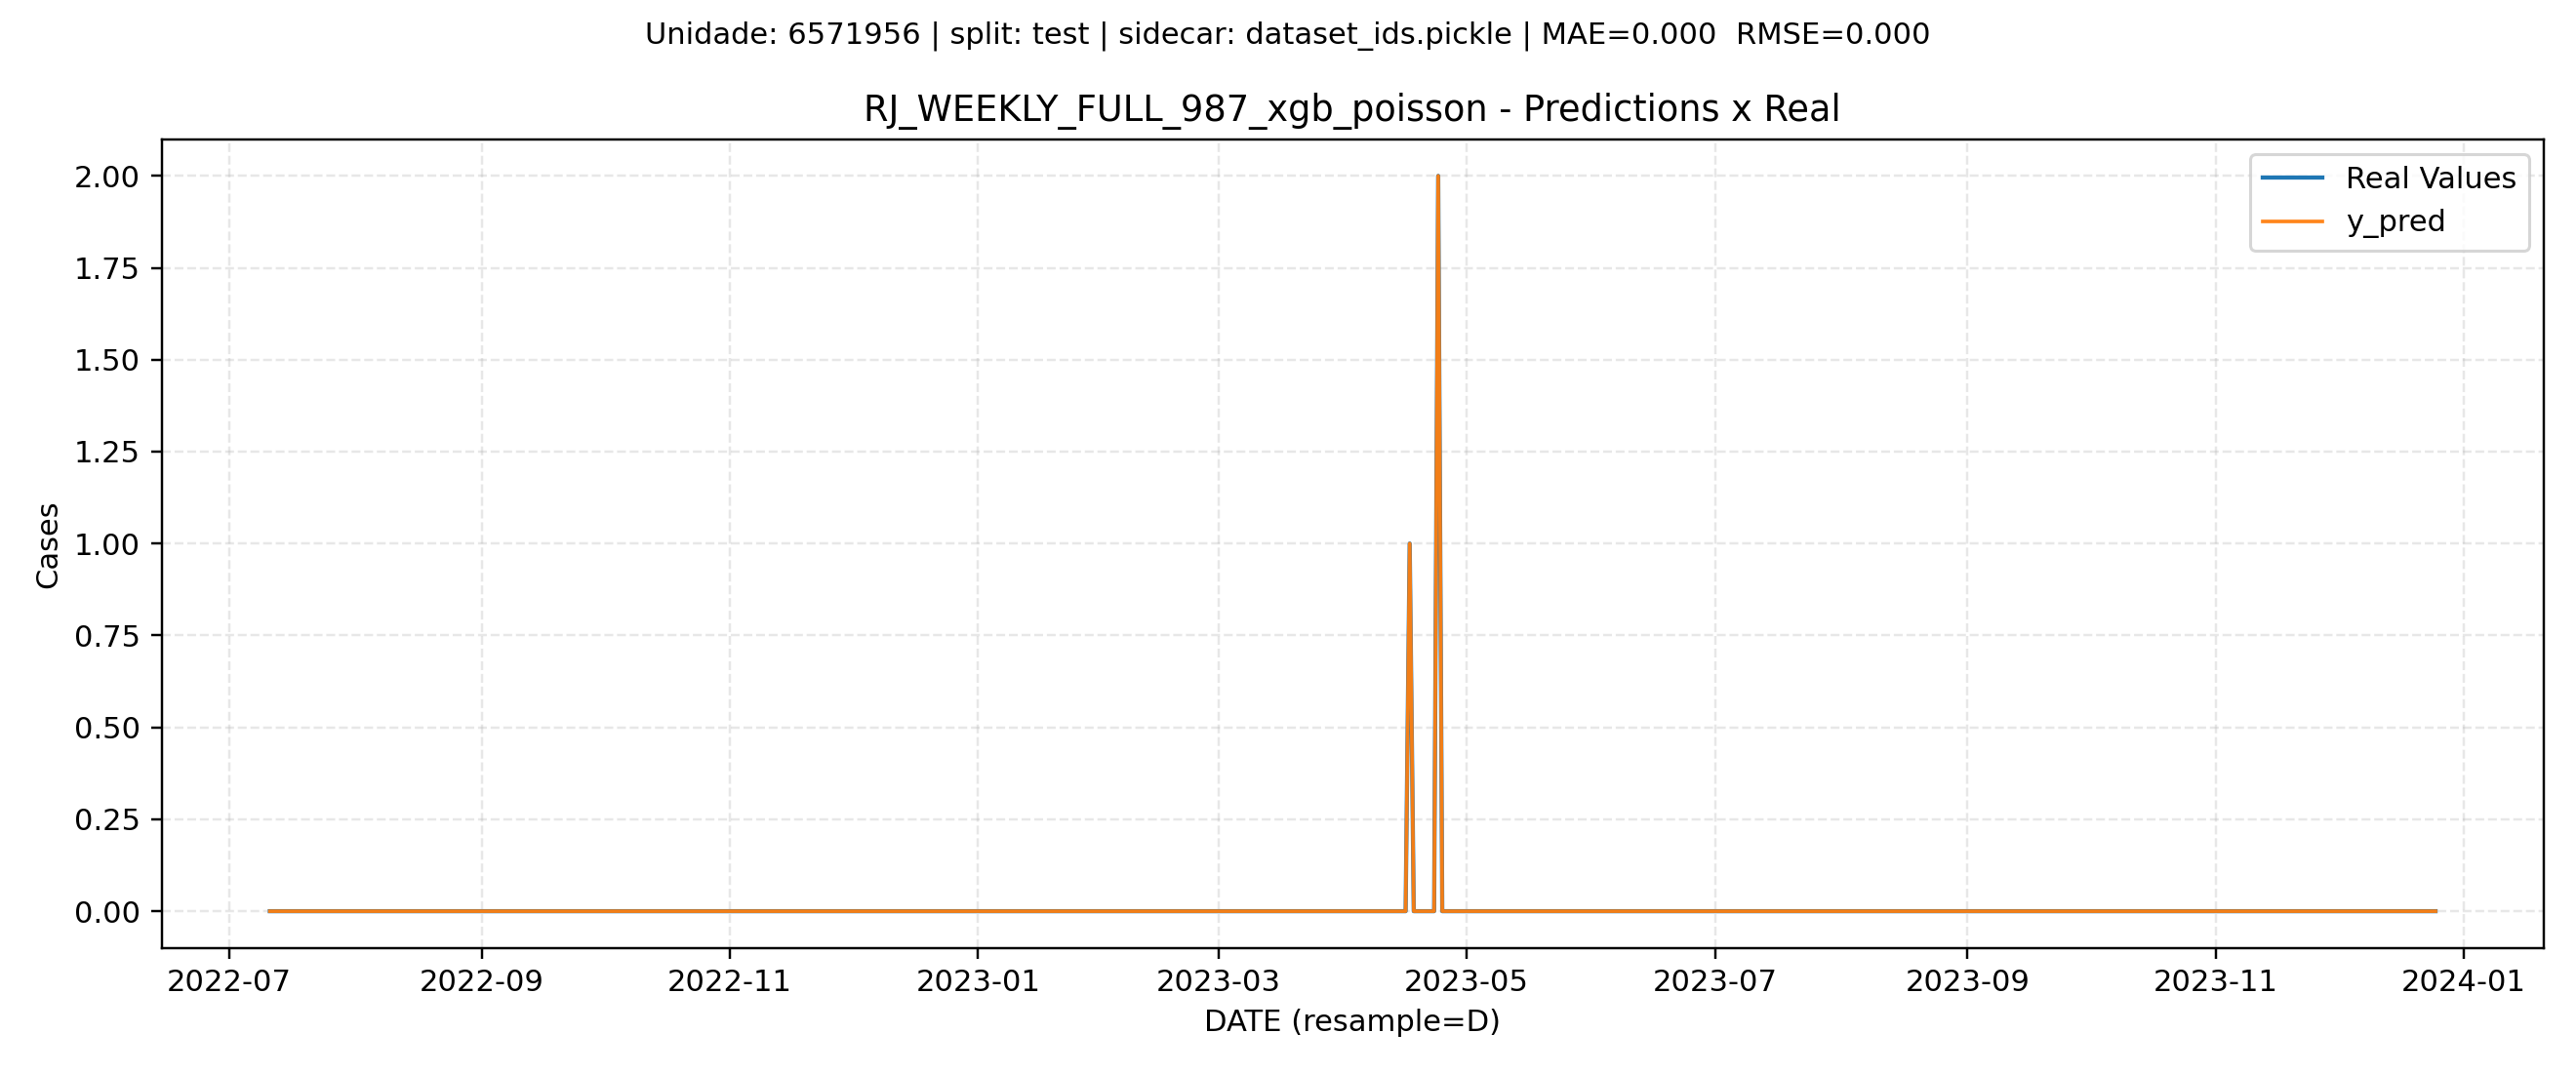 Unidade: 6571956 | split: test | sidecar: dataset_ids.pickle | MAE=0.000  RMSE=0.000
RJ_WEEKLY_FULL_987_xgb_poisson - Predictions x Real
Real Values
y_pred
Cases
2.00
1.75
1.50
1.25
1.00
0.75
0.50
0.25
0.00
2022-07 2022-09 2022-11 2023-01 2023-03 2023-05 2023-07 2023-09 2023-11 2024-01
DATE (resample=D)